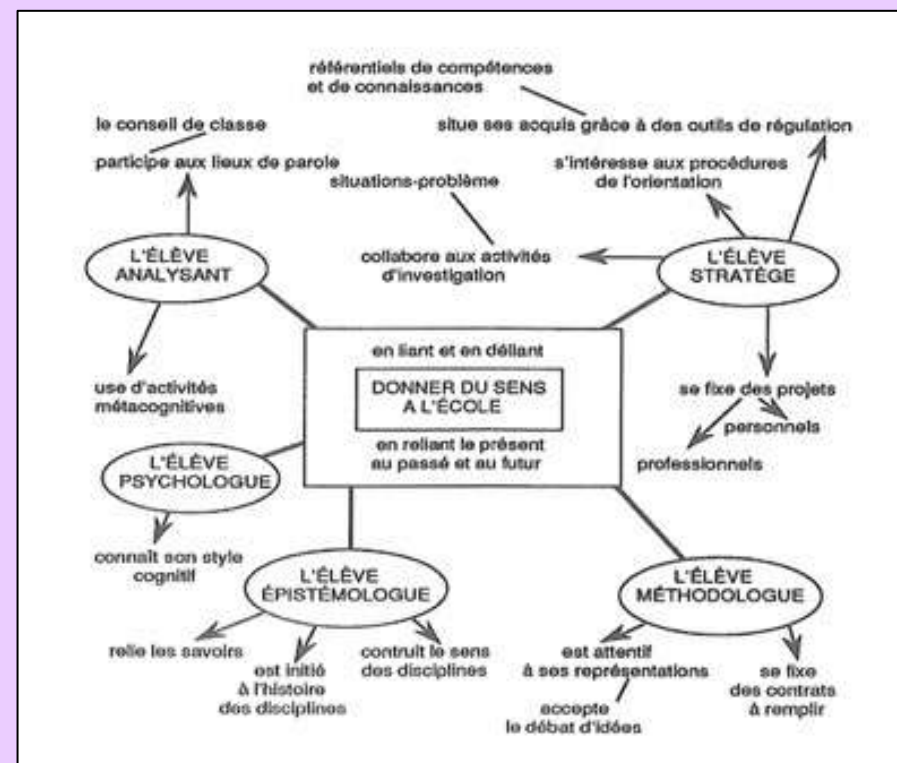 référentiels de compétences
et de connaissances
le conseil de classe
situe ses acquis grâce à des outils de régulation
participe aux lieux de parole
s'intéresse aux procédures
de l'orientation
situations-problème
L'ÉLÈVE
ANALYSANT
collabore aux activités
d'investigation
L'ÉLÈVE
STRATÈGE
en liant et en déliant
DONNER DU SENS
A L'ÉCOLE
en reliant le présent
au passé et au futur
use d'activités
métacognitives
se fixe des projets
personnels
professionnels
L'ÉLÈVE
PSYCHOLOGUE
connaît son style
cognitif
L'ÉLÈVE
ÉPISTÉMOLOGUE
L'ÉLÈVE
MÉTHODOLOGUE
relie les savoirs
est initié
à l'histoire
des disciplines
contruit le sens
des disciplines
est attentif
à ses représentations
accepte
le débat d'idées
se fixe
des contrats
à remplir